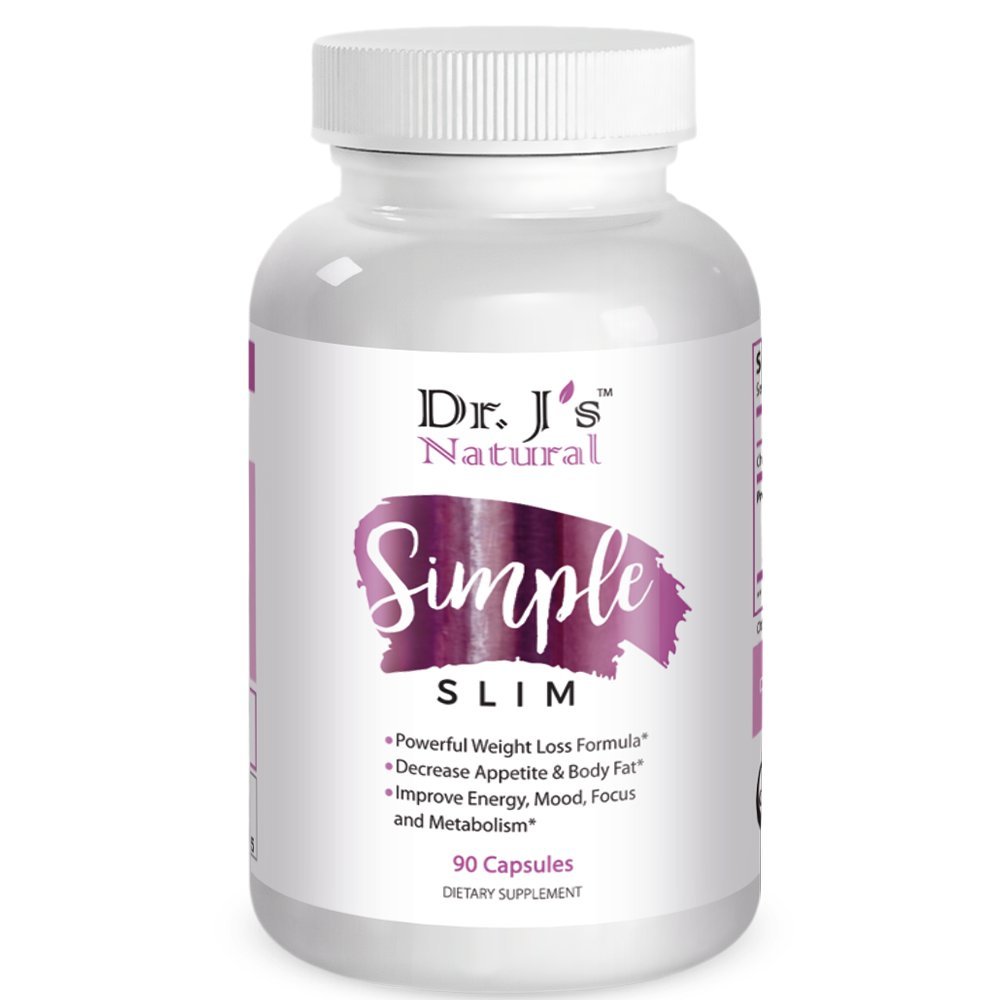 Dr. J's™
Natural
Simple
SLIM
•Powerful Weight Loss Formula*
•Decrease Appetite & Body Fat*
•Improve Energy, Mood, Focus
and Metabolism*
90 Capsules
DIETARY SUPPLEMENT